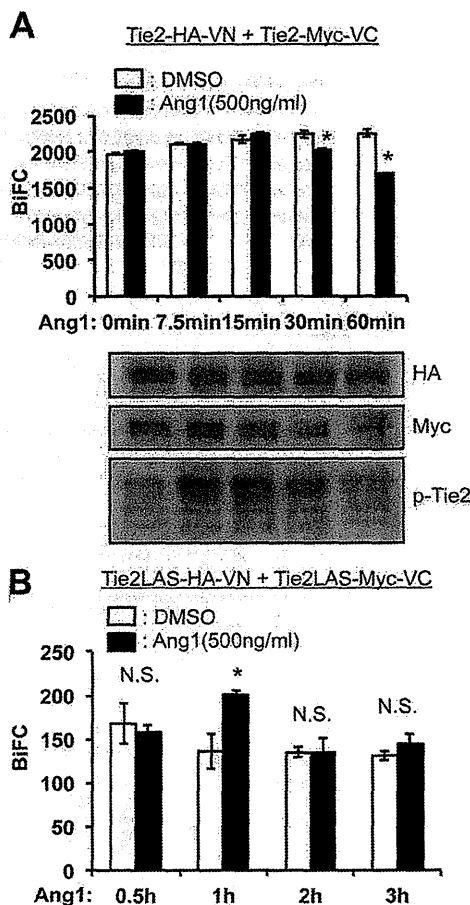 A
Tie2-HA-VN + Tie2-Myc-VC
: DMSO
: Ang1(500ng/ml)
BiFC
2500
2000
1500
1000
500
0
*
*
Ang1: 0min 7.5min 15min 30min 60min
HA
Myc
p-Tie2
B
Tie2LAS-HA-VN + Tie2LAS-Myc-VC
: DMSO
: Ang1(500ng/ml)
BiFC
250
200
150
100
50
0
N.S.
*
N.S.
N.S.
Ang1: 0.5h 1h 2h 3h